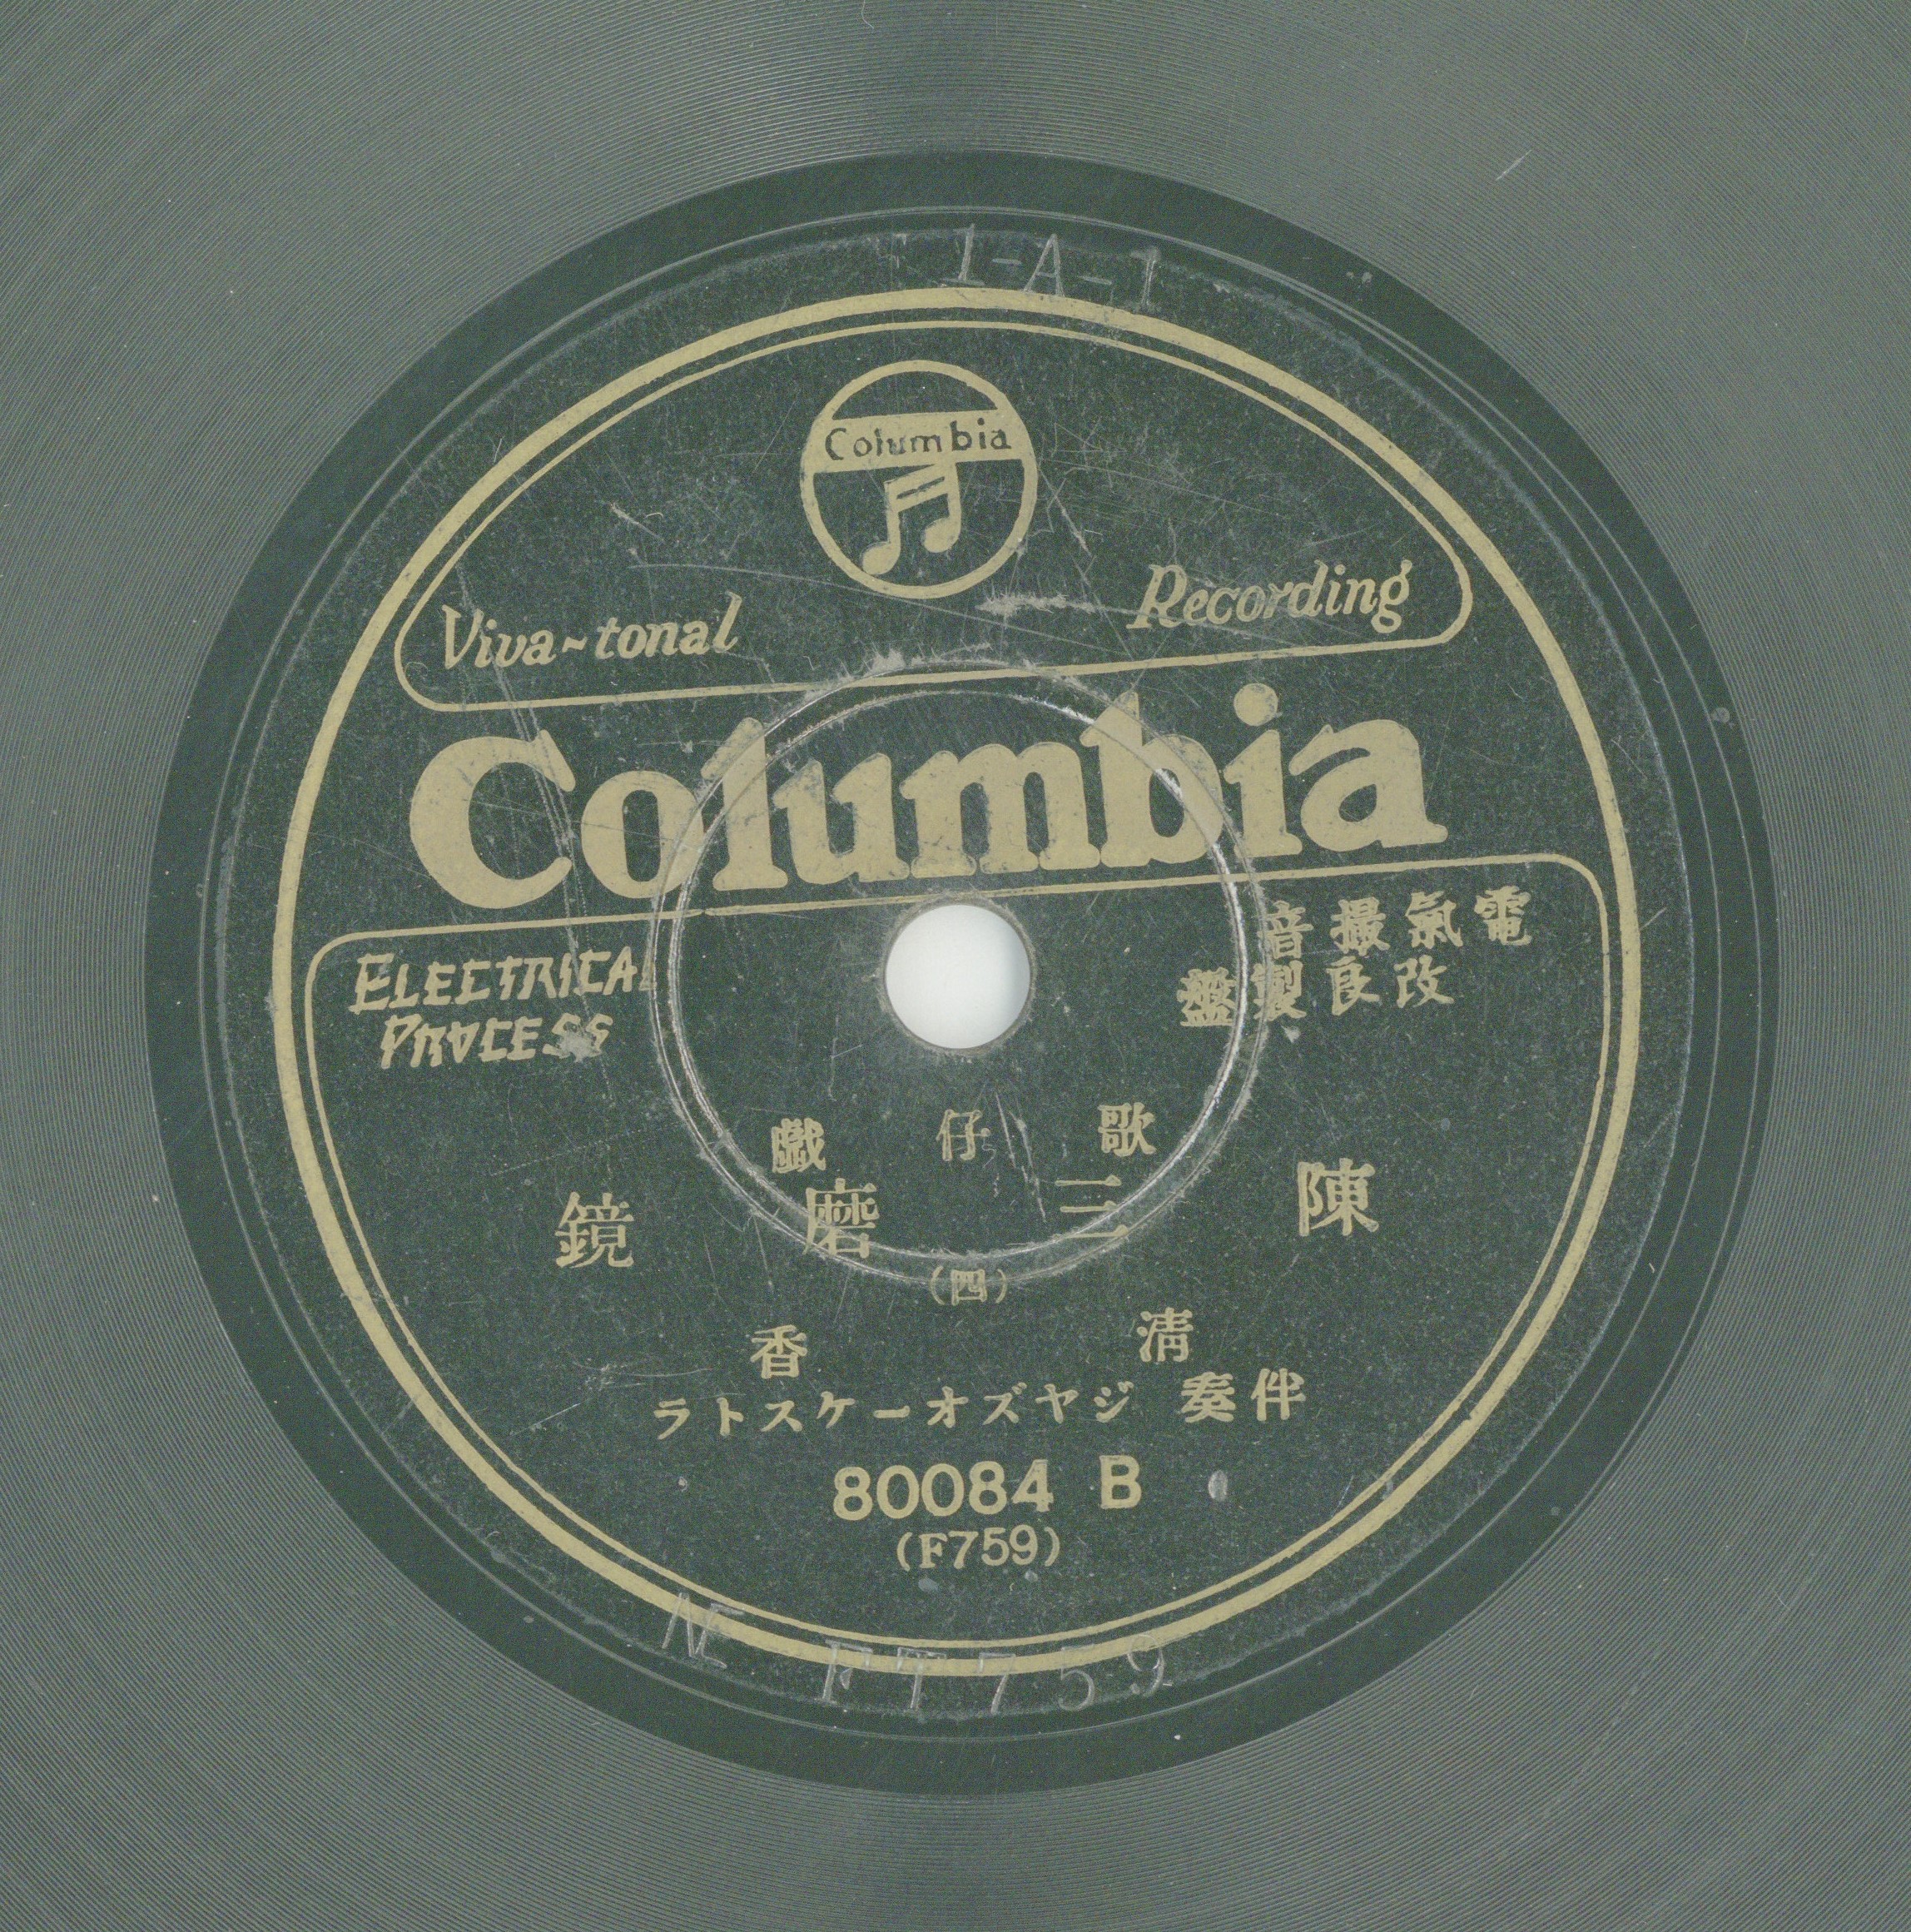 1-A-1
Columbia
Viva-tonal Recording
Columbia
ELECTRICAL
PROCESS
電氣撮音
改良製盤
歌仔戯
陳三磨鏡
(四)
清香
伴奏 ジヤズオーケストラ
80084 B
(F759)
FT759